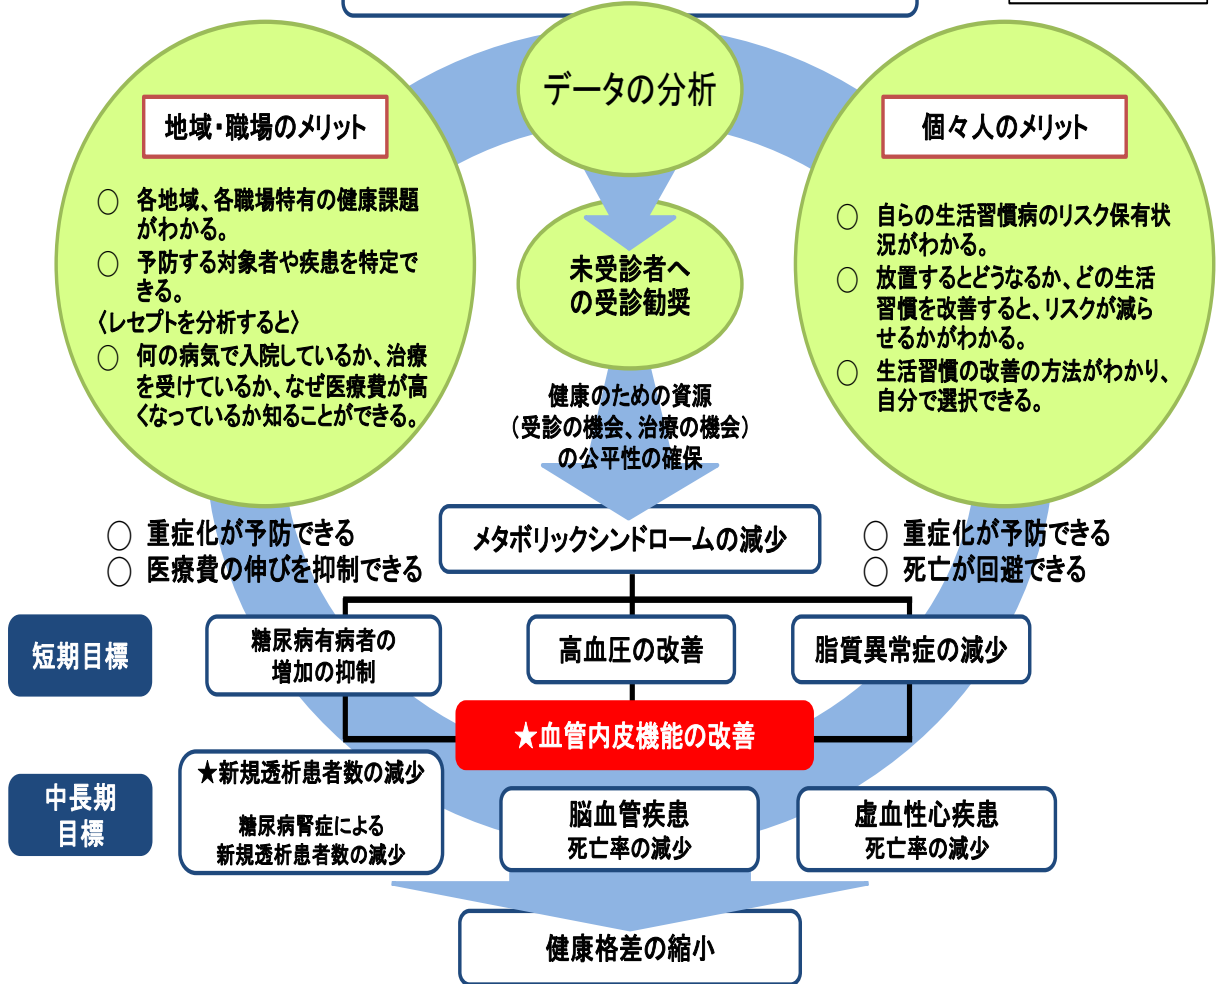 データの分析
地域・職場のメリット
○ 各地域、各職場特有の健康課題
がわかる。
○ 予防する対象者や疾患を特定で
きる。
〈レセプトを分析すると〉
○ 何の病気で入院しているか、治療
を受けているか、なぜ医療費が高
くなっているか知ることができる。
個々人のメリット
○ 自らの生活習慣病のリスク保有状
況がわかる。
○ 放置するとどうなるか、どの生活
習慣を改善すると、リスクが減ら
せるかがわかる。
○ 生活習慣の改善の方法がわかり、
自分で選択できる。
未受診者へ
の受診勧奨
健康のための資源
（受診の機会、治療の機会）
の公平性の確保
○ 重症化が予防できる
○ 医療費の伸びを抑制できる
メタボリックシンドロームの減少
○ 重症化が予防できる
○ 死亡が回避できる
短期目標
糖尿病有病者の
増加の抑制
高血圧の改善
脂質異常症の減少
★血管内皮機能の改善
中長期
目標
★新規透析患者数の減少
糖尿病腎症による
新規透析患者数の減少
脳血管疾患
死亡率の減少
虚血性心疾患
死亡率の減少
健康格差の縮小